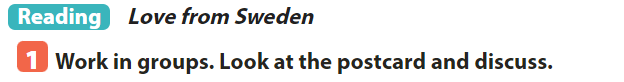 Reading Love from Sweden
1 Work in groups. Look at the postcard and discuss.